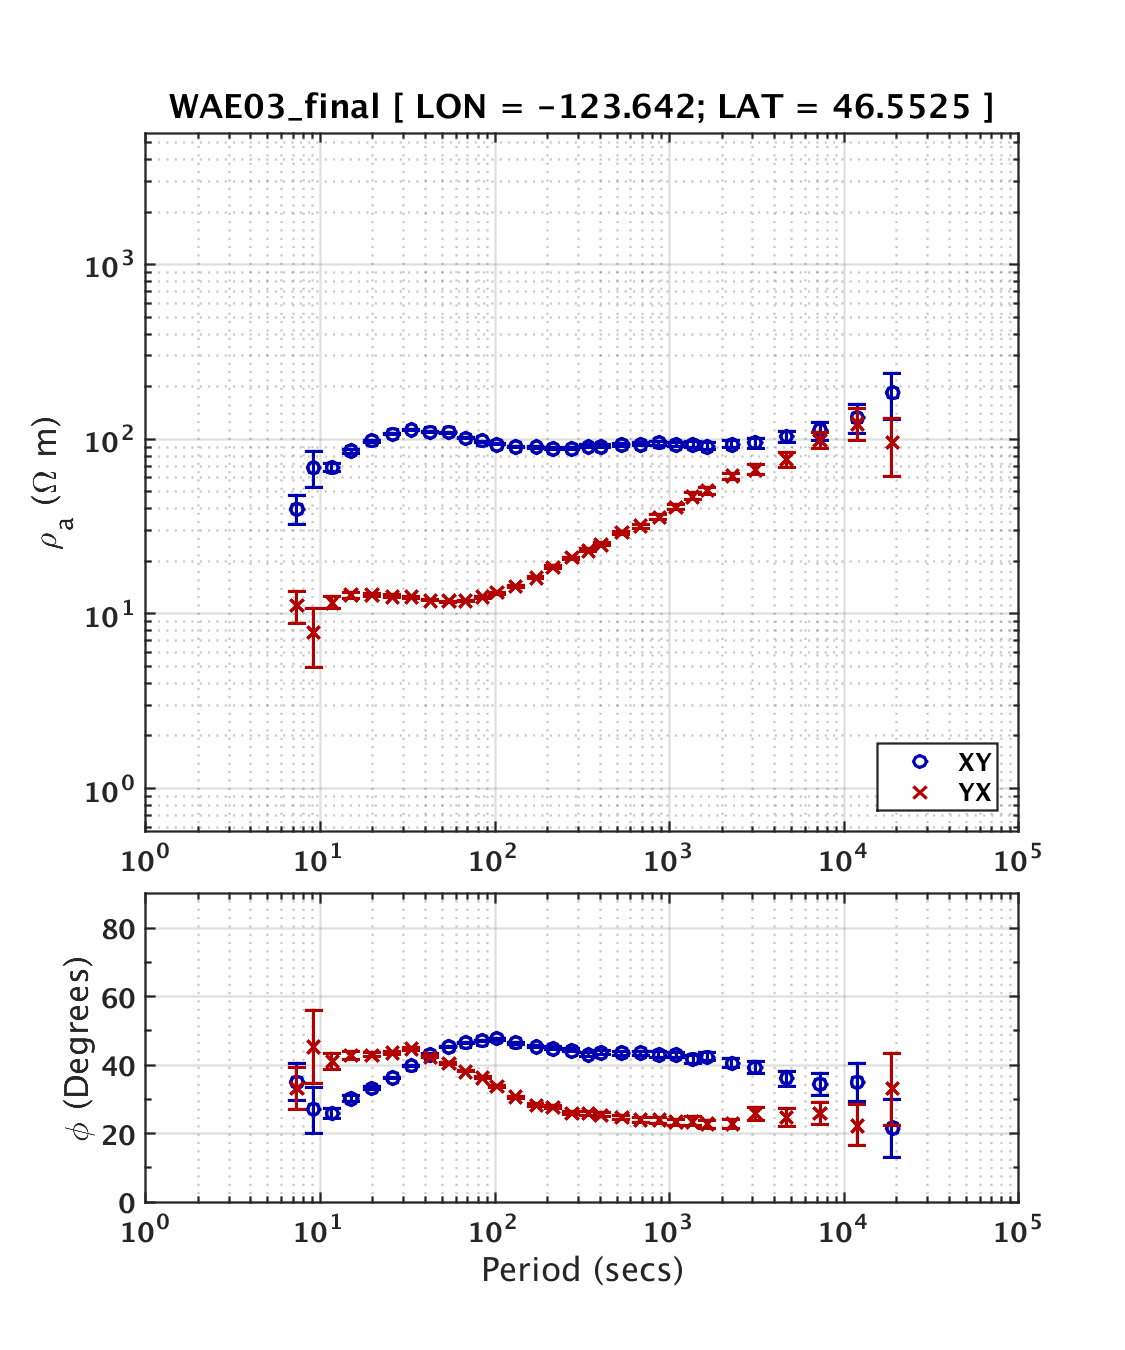 WAE03_final [ LON = -123.642; LAT = 46.5525 ]
10³
10²
10¹
10⁰
ρa (Ω m)
XY
YX
10⁰ 10¹ 10² 10³ 10⁴ 10⁵
80
60
40
20
0
ϕ (Degrees)
10⁰ 10¹ 10² 10³ 10⁴ 10⁵
Period (secs)